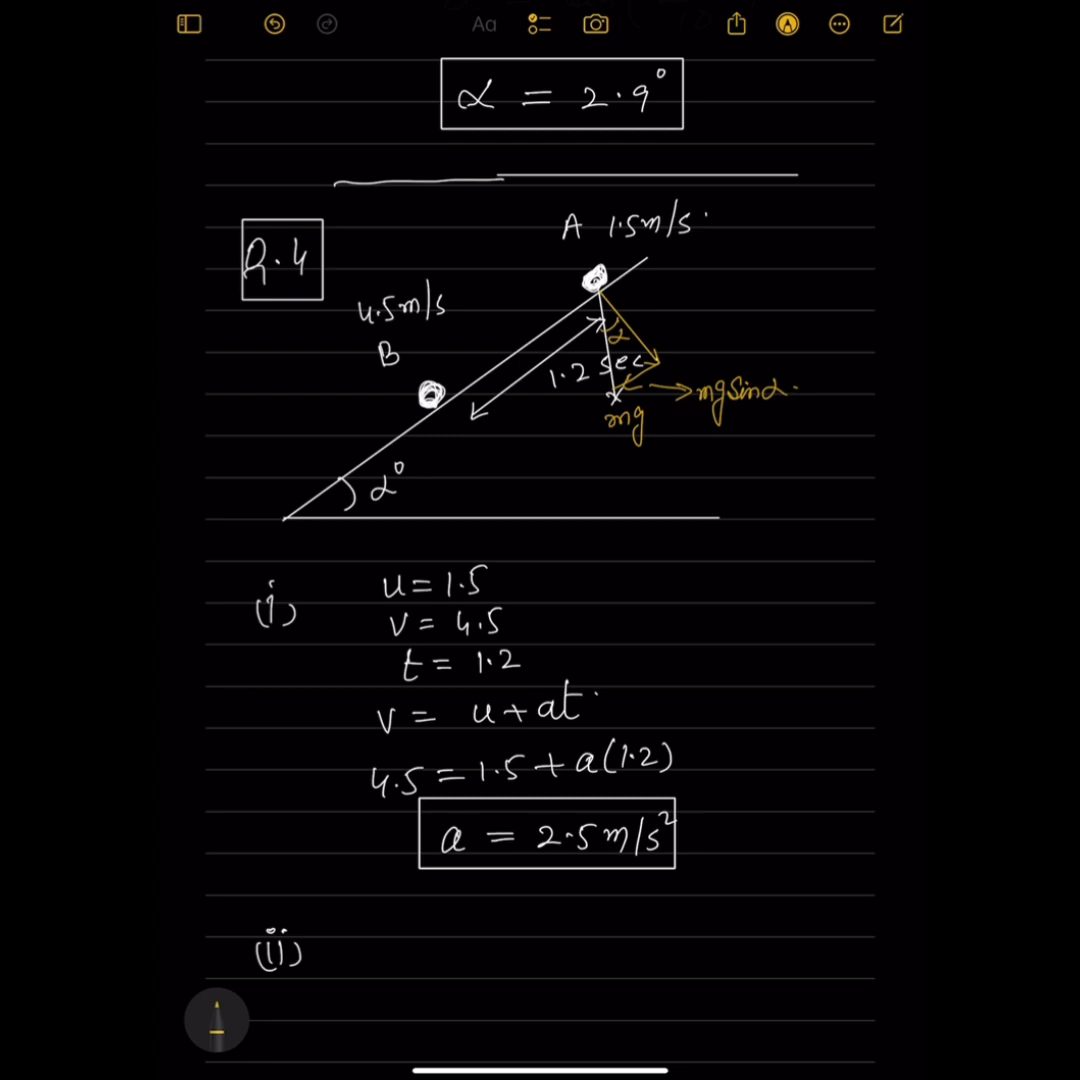 Aa
α = 2.9°
Q.4
A 1.5m/s.
4.5m/s
B
α
1.2 sec
mg sinα.
mg
α°
(i) u = 1.5
v = 4.5
t = 1.2
v = u + at
4.5 = 1.5 + a(1.2)
a = 2.5 m/s²
(ii)